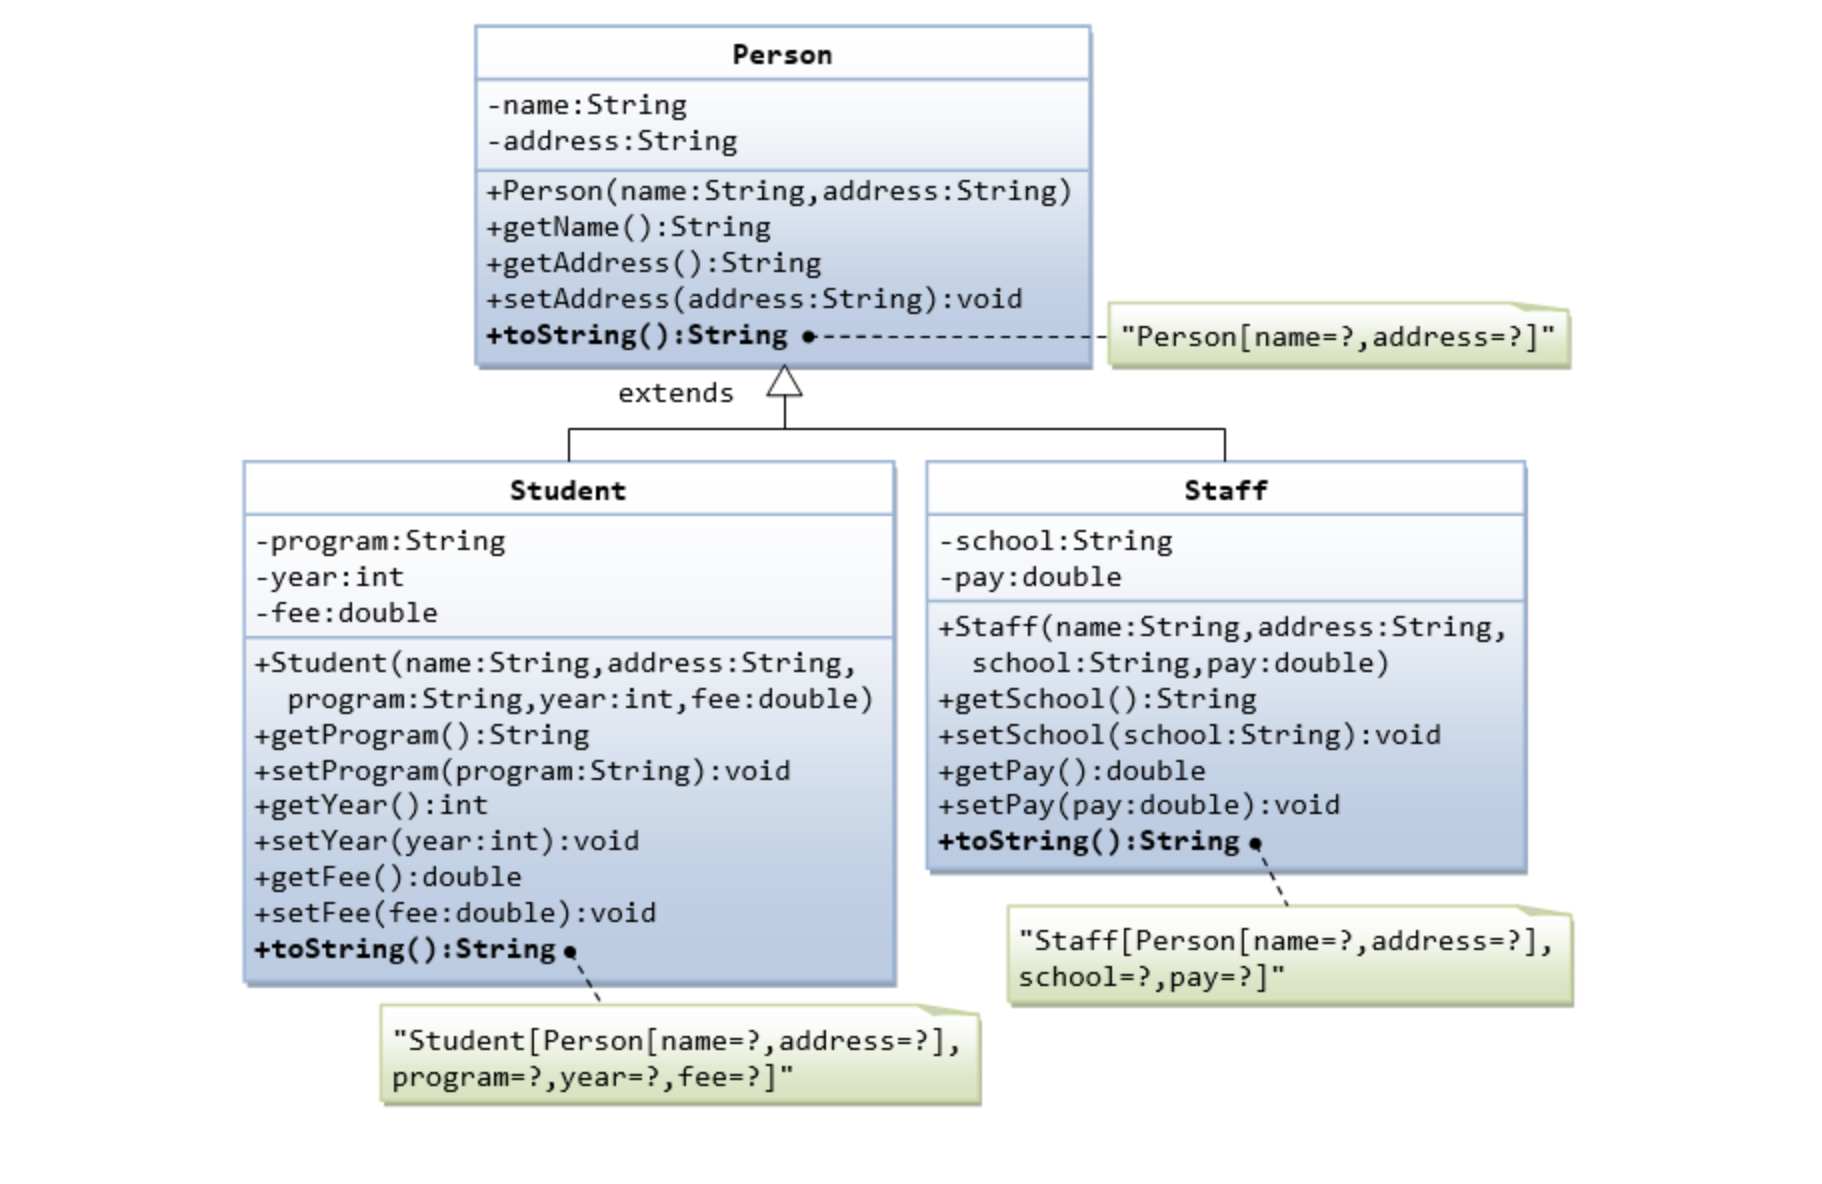 Person
-name:String
-address:String
+Person(name:String,address:String)
+getName():String
+getAddress():String
+setAddress(address:String):void
+toString():String
"Person[name=?,address=?]"
extends
Student
-program:String
-year:int
-fee:double
+Student(name:String,address:String,
program:String,year:int,fee:double)
+getProgram():String
+setProgram(program:String):void
+getYear():int
+setYear(year:int):void
+getFee():double
+setFee(fee:double):void
+toString():String
"Student[Person[name=?,address=?],
program=?,year=?,fee=?]"
Staff
-school:String
-pay:double
+Staff(name:String,address:String,
school:String,pay:double)
+getSchool():String
+setSchool(school:String):void
+getPay():double
+setPay(pay:double):void
+toString():String
"Staff[Person[name=?,address=?],
school=?,pay=?]"